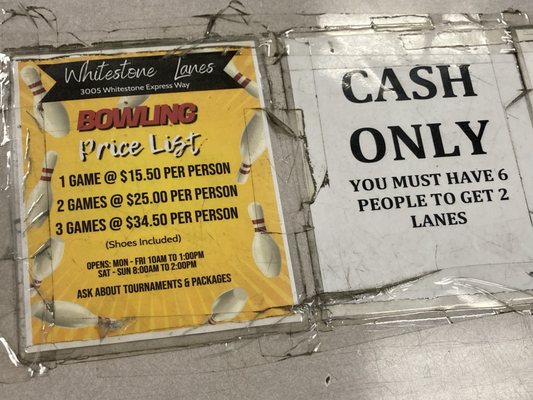 Whitestone Lanes
3005 Whitestone Express Way
BOWLING
Price List
1 GAME @ $15.50 PER PERSON
2 GAMES @ $25.00 PER PERSON
3 GAMES @ $34.50 PER PERSON
(Shoes Included)
OPENS: MON - FRI 10AM TO 1:00PM
SAT - SUN 8:00AM TO 2:00PM
ASK ABOUT TOURNAMENTS & PACKAGES
CASH
ONLY
YOU MUST HAVE 6
PEOPLE TO GET 2
LANES